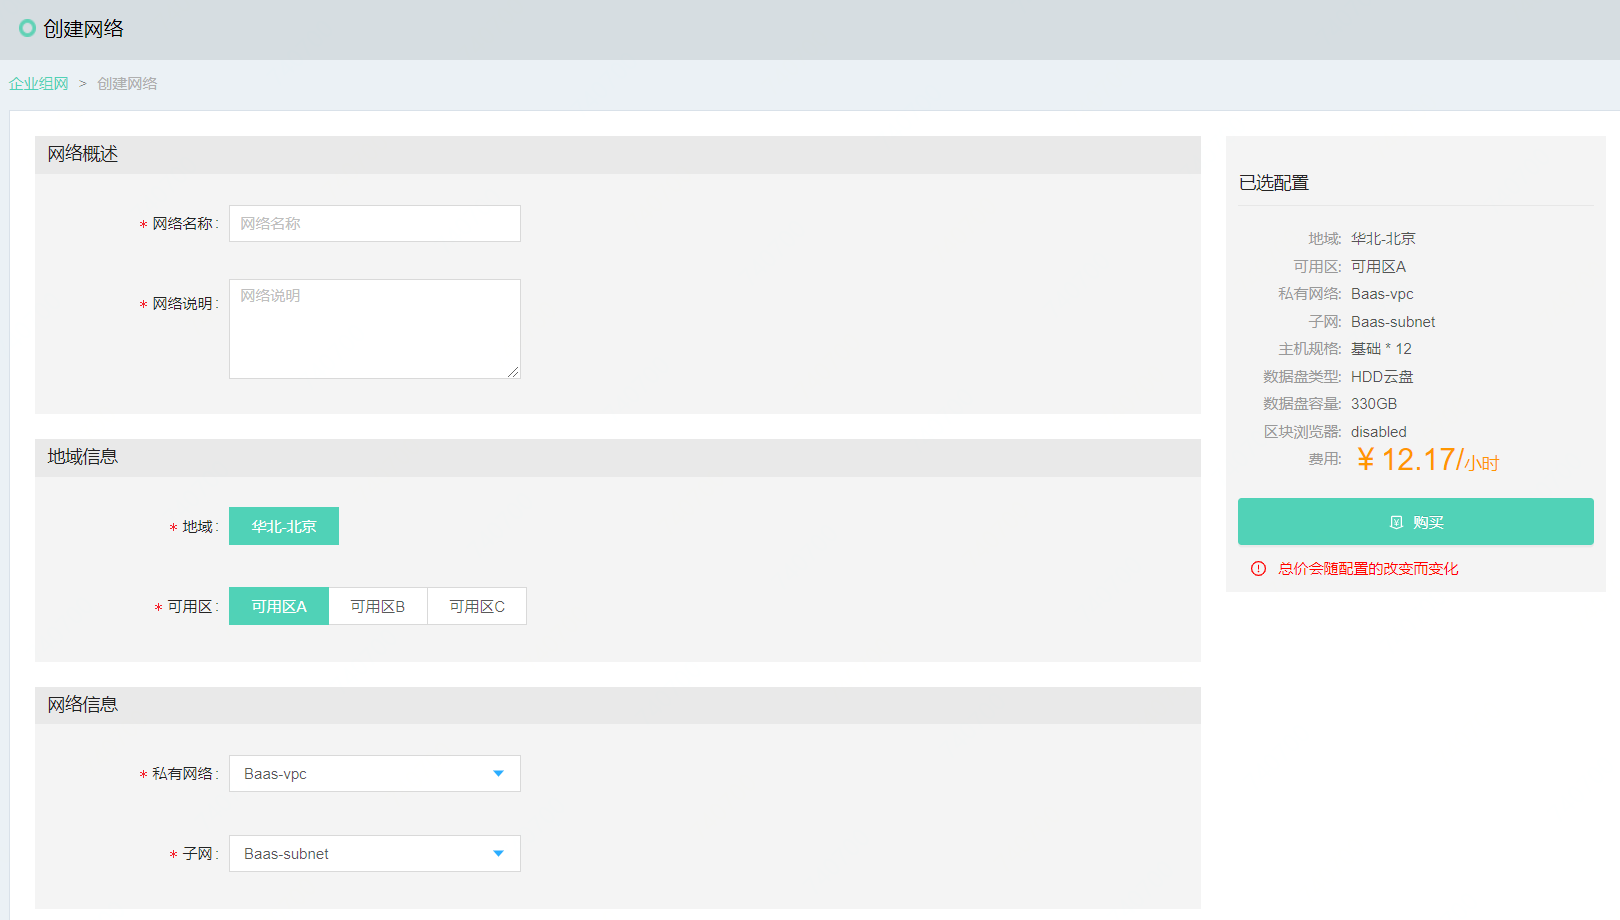 创建网络
企业组网 > 创建网络
网络概述
* 网络名称: 网络名称
* 网络说明: 网络说明
地域信息
* 地域: 华北-北京
* 可用区: 可用区A 可用区B 可用区C
网络信息
* 私有网络: Baas-vpc
* 子网: Baas-subnet
已选配置
地域: 华北-北京
可用区: 可用区A
私有网络: Baas-vpc
子网: Baas-subnet
主机规格: 基础 * 12
数据盘类型: HDD云盘
数据盘容量: 330GB
区块浏览器: disabled
费用: ¥ 12.17/小时
购买
总价会随配置的改变而变化